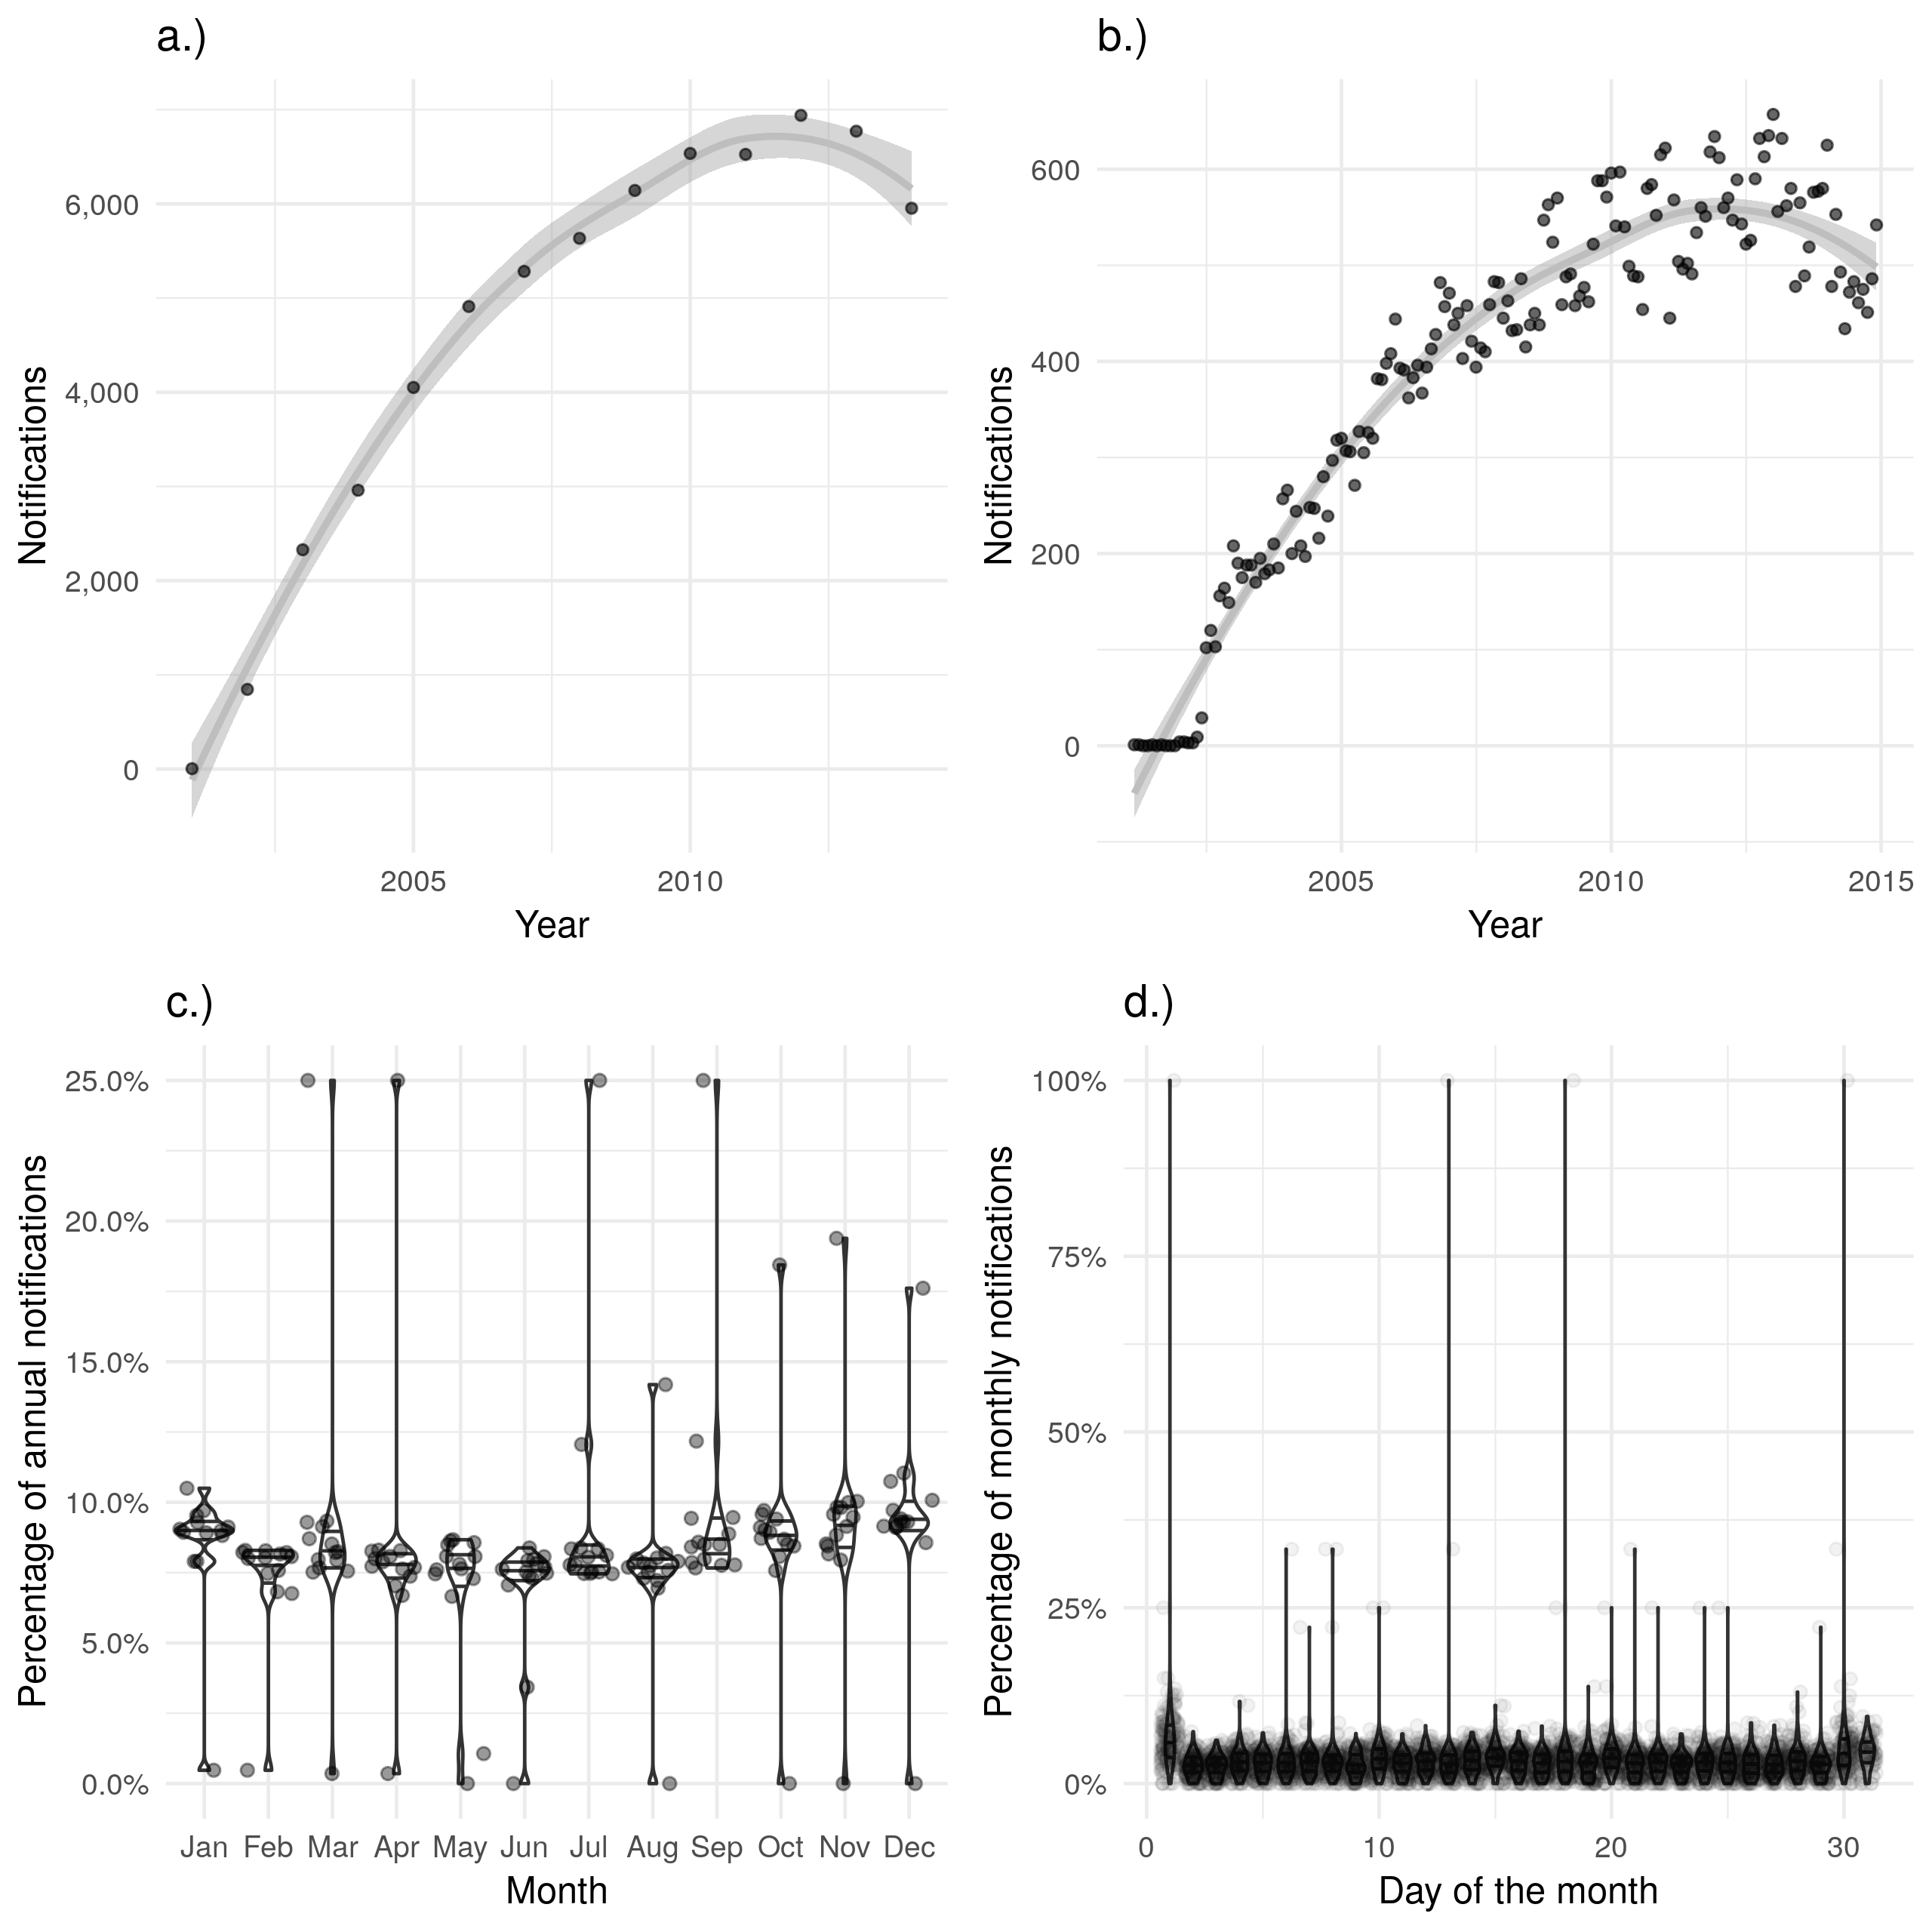 a.)
Notifications
6,000
4,000
2,000
0
2005 2010
Year
b.)
Notifications
600
400
200
0
2005 2010 2015
Year
c.)
Percentage of annual notifications
25.0%
20.0%
15.0%
10.0%
5.0%
0.0%
Jan Feb Mar Apr May Jun Jul Aug Sep Oct Nov Dec
Month
d.)
Percentage of monthly notifications
100%
75%
50%
25%
0%
0 10 20 30
Day of the month